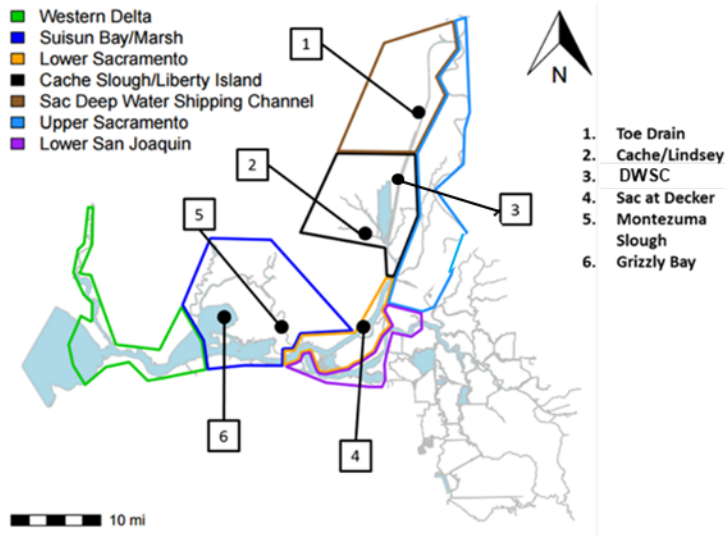 Western Delta
Suisun Bay/Marsh
Lower Sacramento
Cache Slough/Liberty Island
Sac Deep Water Shipping Channel
Upper Sacramento
Lower San Joaquin
1
2
3
5
6
4
N
1. Toe Drain
2. Cache/Lindsey
3. DWSC
4. Sac at Decker
5. Montezuma
Slough
6. Grizzly Bay
10 mi